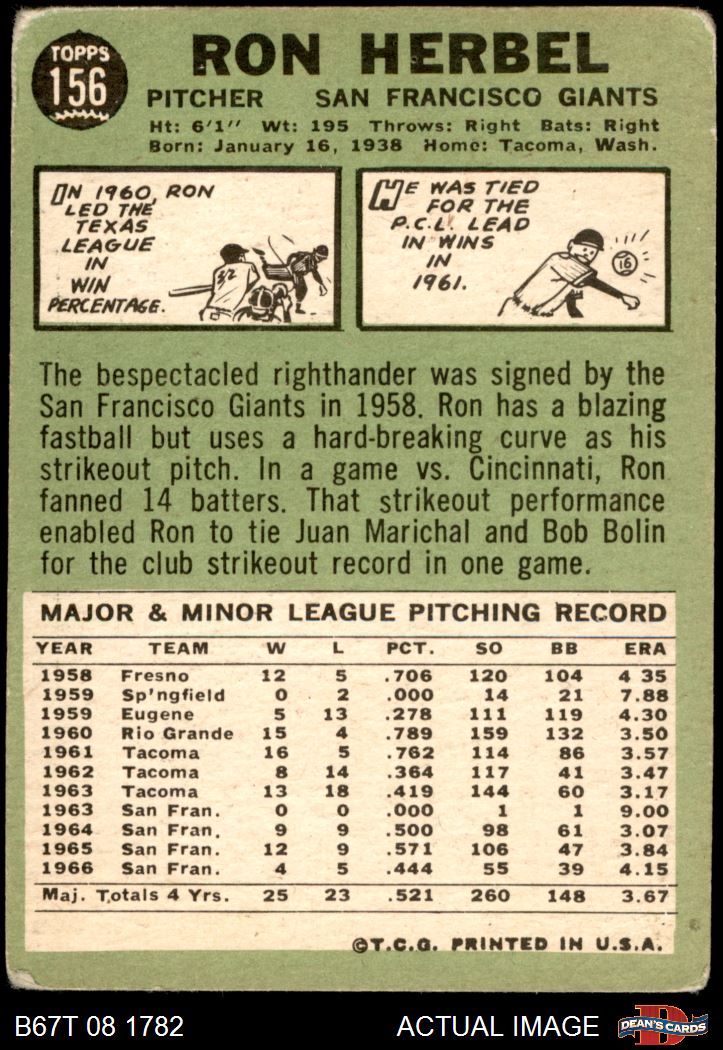 TOPPS
156
RON HERBEL
PITCHER SAN FRANCISCO GIANTS
Ht: 6'1" Wt: 195 Throws: Right Bats: Right
Born: January 16, 1938 Home: Tacoma, Wash.
IN 1960, RON
LED THE
TEXAS
LEAGUE
IN
WIN
PERCENTAGE.
32
HE WAS TIED
FOR THE
P.C.L. LEAD
IN WINS
IN
1961.
16
The bespectacled righthander was signed by the
San Francisco Giants in 1958. Ron has a blazing
fastball but uses a hard-breaking curve as his
strikeout pitch. In a game vs. Cincinnati, Ron
fanned 14 batters. That strikeout performance
enabled Ron to tie Juan Marichal and Bob Bolin
for the club strikeout record in one game.
MAJOR & MINOR LEAGUE PITCHING RECORD
YEAR TEAM W L PCT. SO BB ERA
1958 Fresno 12 5 .706 120 104 4 35
1959 Sp'ngfield 0 2 .000 14 21 7.88
1959 Eugene 5 13 .278 111 119 4.30
1960 Rio Grande 15 4 .789 159 132 3.50
1961 Tacoma 16 5 .762 114 86 3.57
1962 Tacoma 8 14 .364 117 41 3.47
1963 Tacoma 13 18 .419 144 60 3.17
1963 San Fran. 0 0 .000 1 1 9.00
1964 San Fran. 9 9 .500 98 61 3.07
1965 San Fran. 12 9 .571 106 47 3.84
1966 San Fran. 4 5 .444 55 39 4.15
Maj. Totals 4 Yrs. 25 23 .521 260 148 3.67
©T.C.G. PRINTED IN U.S.A.
B67T 08 1782 ACTUAL IMAGE D DEAN'S CARDS